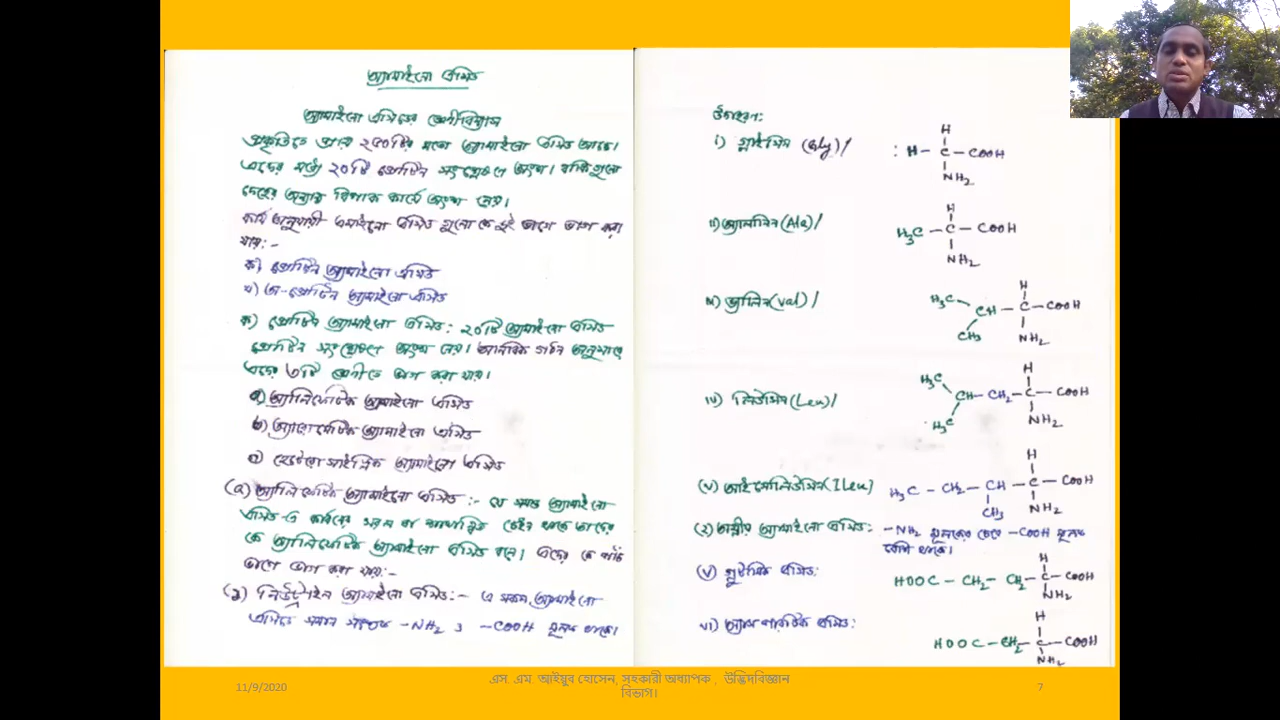 অ্যামাইনো এসিড
অ্যামাইনো এসিডের শ্রেণীবিন্যাস
প্রকৃতিতে প্রায় ২৫০টির মতো অ্যামাইনো এসিড আছে।
এদের মধ্যে ২০টি প্রোটিন সংশ্লেষণে অংশ। বাকিগুলো
দেহের অন্যান্য বিপাক কার্যে অংশ নেয়।
কার্য অনুযায়ী এমাইনো এসিড গুলো কে দুই ভাগে ভাগ করা
যায়:-
ক) প্রোটিন অ্যামাইনো এসিড
খ) অ-প্রোটিন অ্যামাইনো এসিড
ক) প্রোটিন অ্যামাইনো এসিড: ২০টি অ্যামাইনো এসিড
প্রোটিন সংশ্লেষণে অংশ নেয়। আনবিক গঠন অনুসারে
এদের ৩টি শ্রেণীতে ভাগ করা যায়।
a) অ্যালিফেটিক অ্যামাইনো এসিড
b) অ্যারোমেটিক অ্যামাইনো এসিড
c) হেটেরোসাইক্লিক অ্যামাইনো এসিড
(a) অ্যালিফেটিক অ্যামাইনো এসিড:- যে সমস্ত অ্যামাইনো
এসিড এ কার্বনের সরল বা শাখান্বিত চেইন থাকে তাদের
কে অ্যালিফেটিক অ্যামাইনো এসিড বলে। এদের কে পাঁচ
ভাগে ভাগ করা যায়:-
(১) নিউট্রাইল অ্যামাইনো এসিড:- এ সকল অ্যামাইনো
এসিডে সমান সংখ্যক -NH₂ ও -COOH মূলক থাকে।
উদাহরণ:
i) গ্লাইসিন (Gly)/
H
: H - C - COOH
NH₂
ii) অ্যালানিন (Ala)/
H
H₃C - C - COOH
NH₂
iii) ভ্যালিন (Val)/
H
H₃C
CH - C - COOH
CH₃
NH₂
iv) লিউসিন (Leu)/
H
H₃C
CH - CH₂ - C - COOH
H₃C
NH₂
(v) আইসোলিউসিন (ILeu)
H
H₃C - CH₂ - CH - C - COOH
CH₃ NH₂
(২) অম্লীয় অ্যামাইনো এসিড: -NH₂ মূলকের চেয়ে -COOH মূলক
বেশি থাকে।
v) গ্লুটামিক এসিড:
H
HOOC - CH₂ - CH₂ - C - COOH
NH₂
vi) অ্যাসপারটিক এসিড:
H
HOOC - CH₂ - C - COOH
NH₂
11/9/2020
এস. এম. আইয়ুব হোসেন, সহকারী অধ্যাপক , উদ্ভিদবিজ্ঞান
বিভাগ।
7